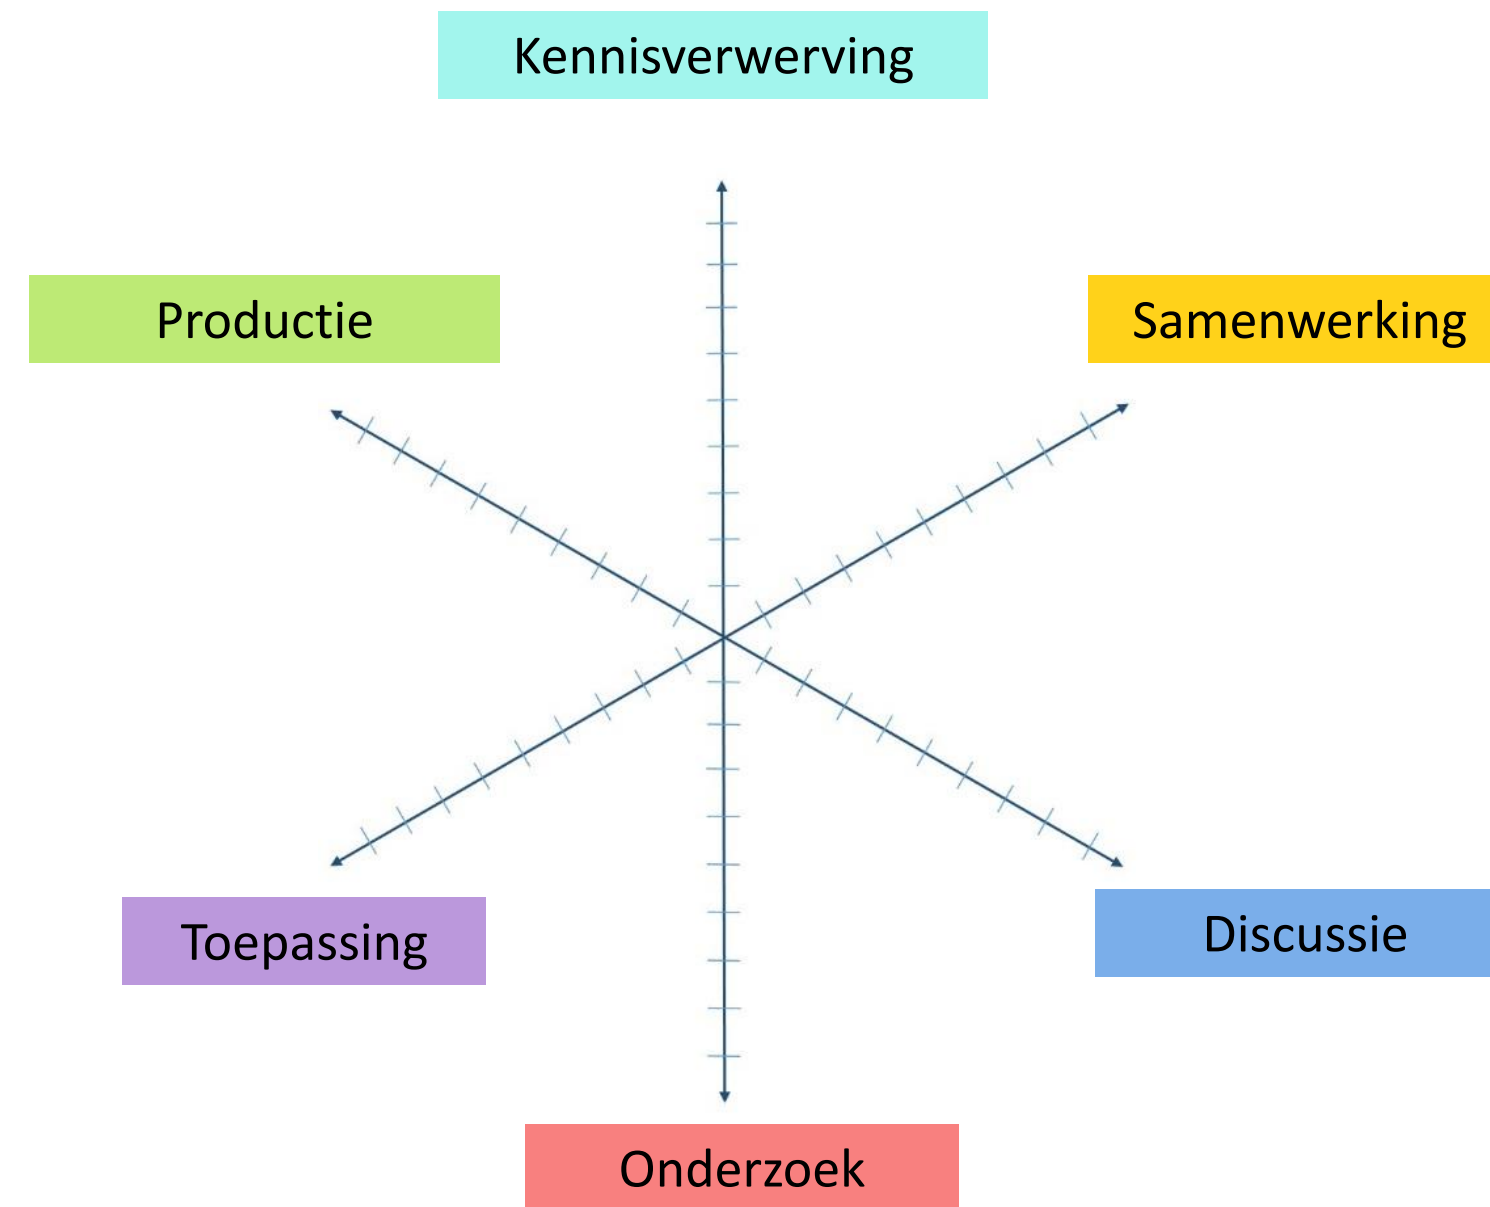 Kennisverwerving
Productie
Samenwerking
Toepassing
Discussie
Onderzoek